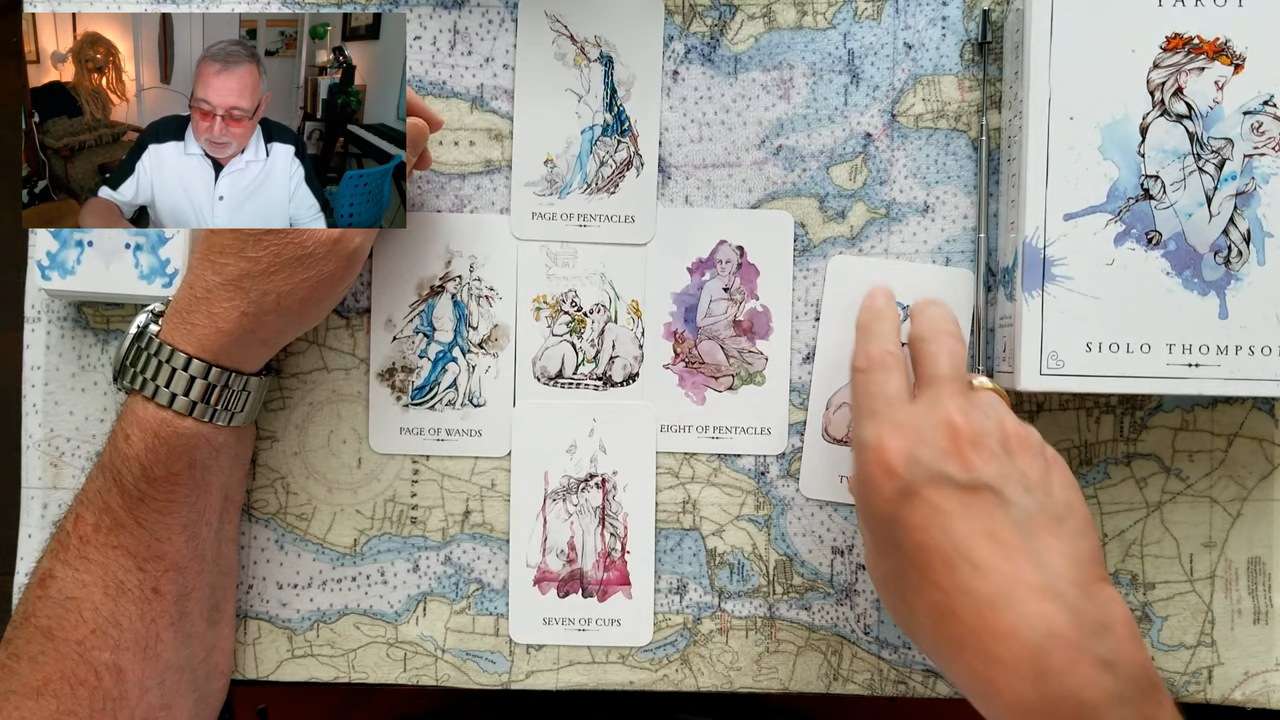 TAROT
PAGE OF PENTACLES
PAGE OF WANDS
EIGHT OF PENTACLES
SIOLO THOMPSO
SEVEN OF CUPS